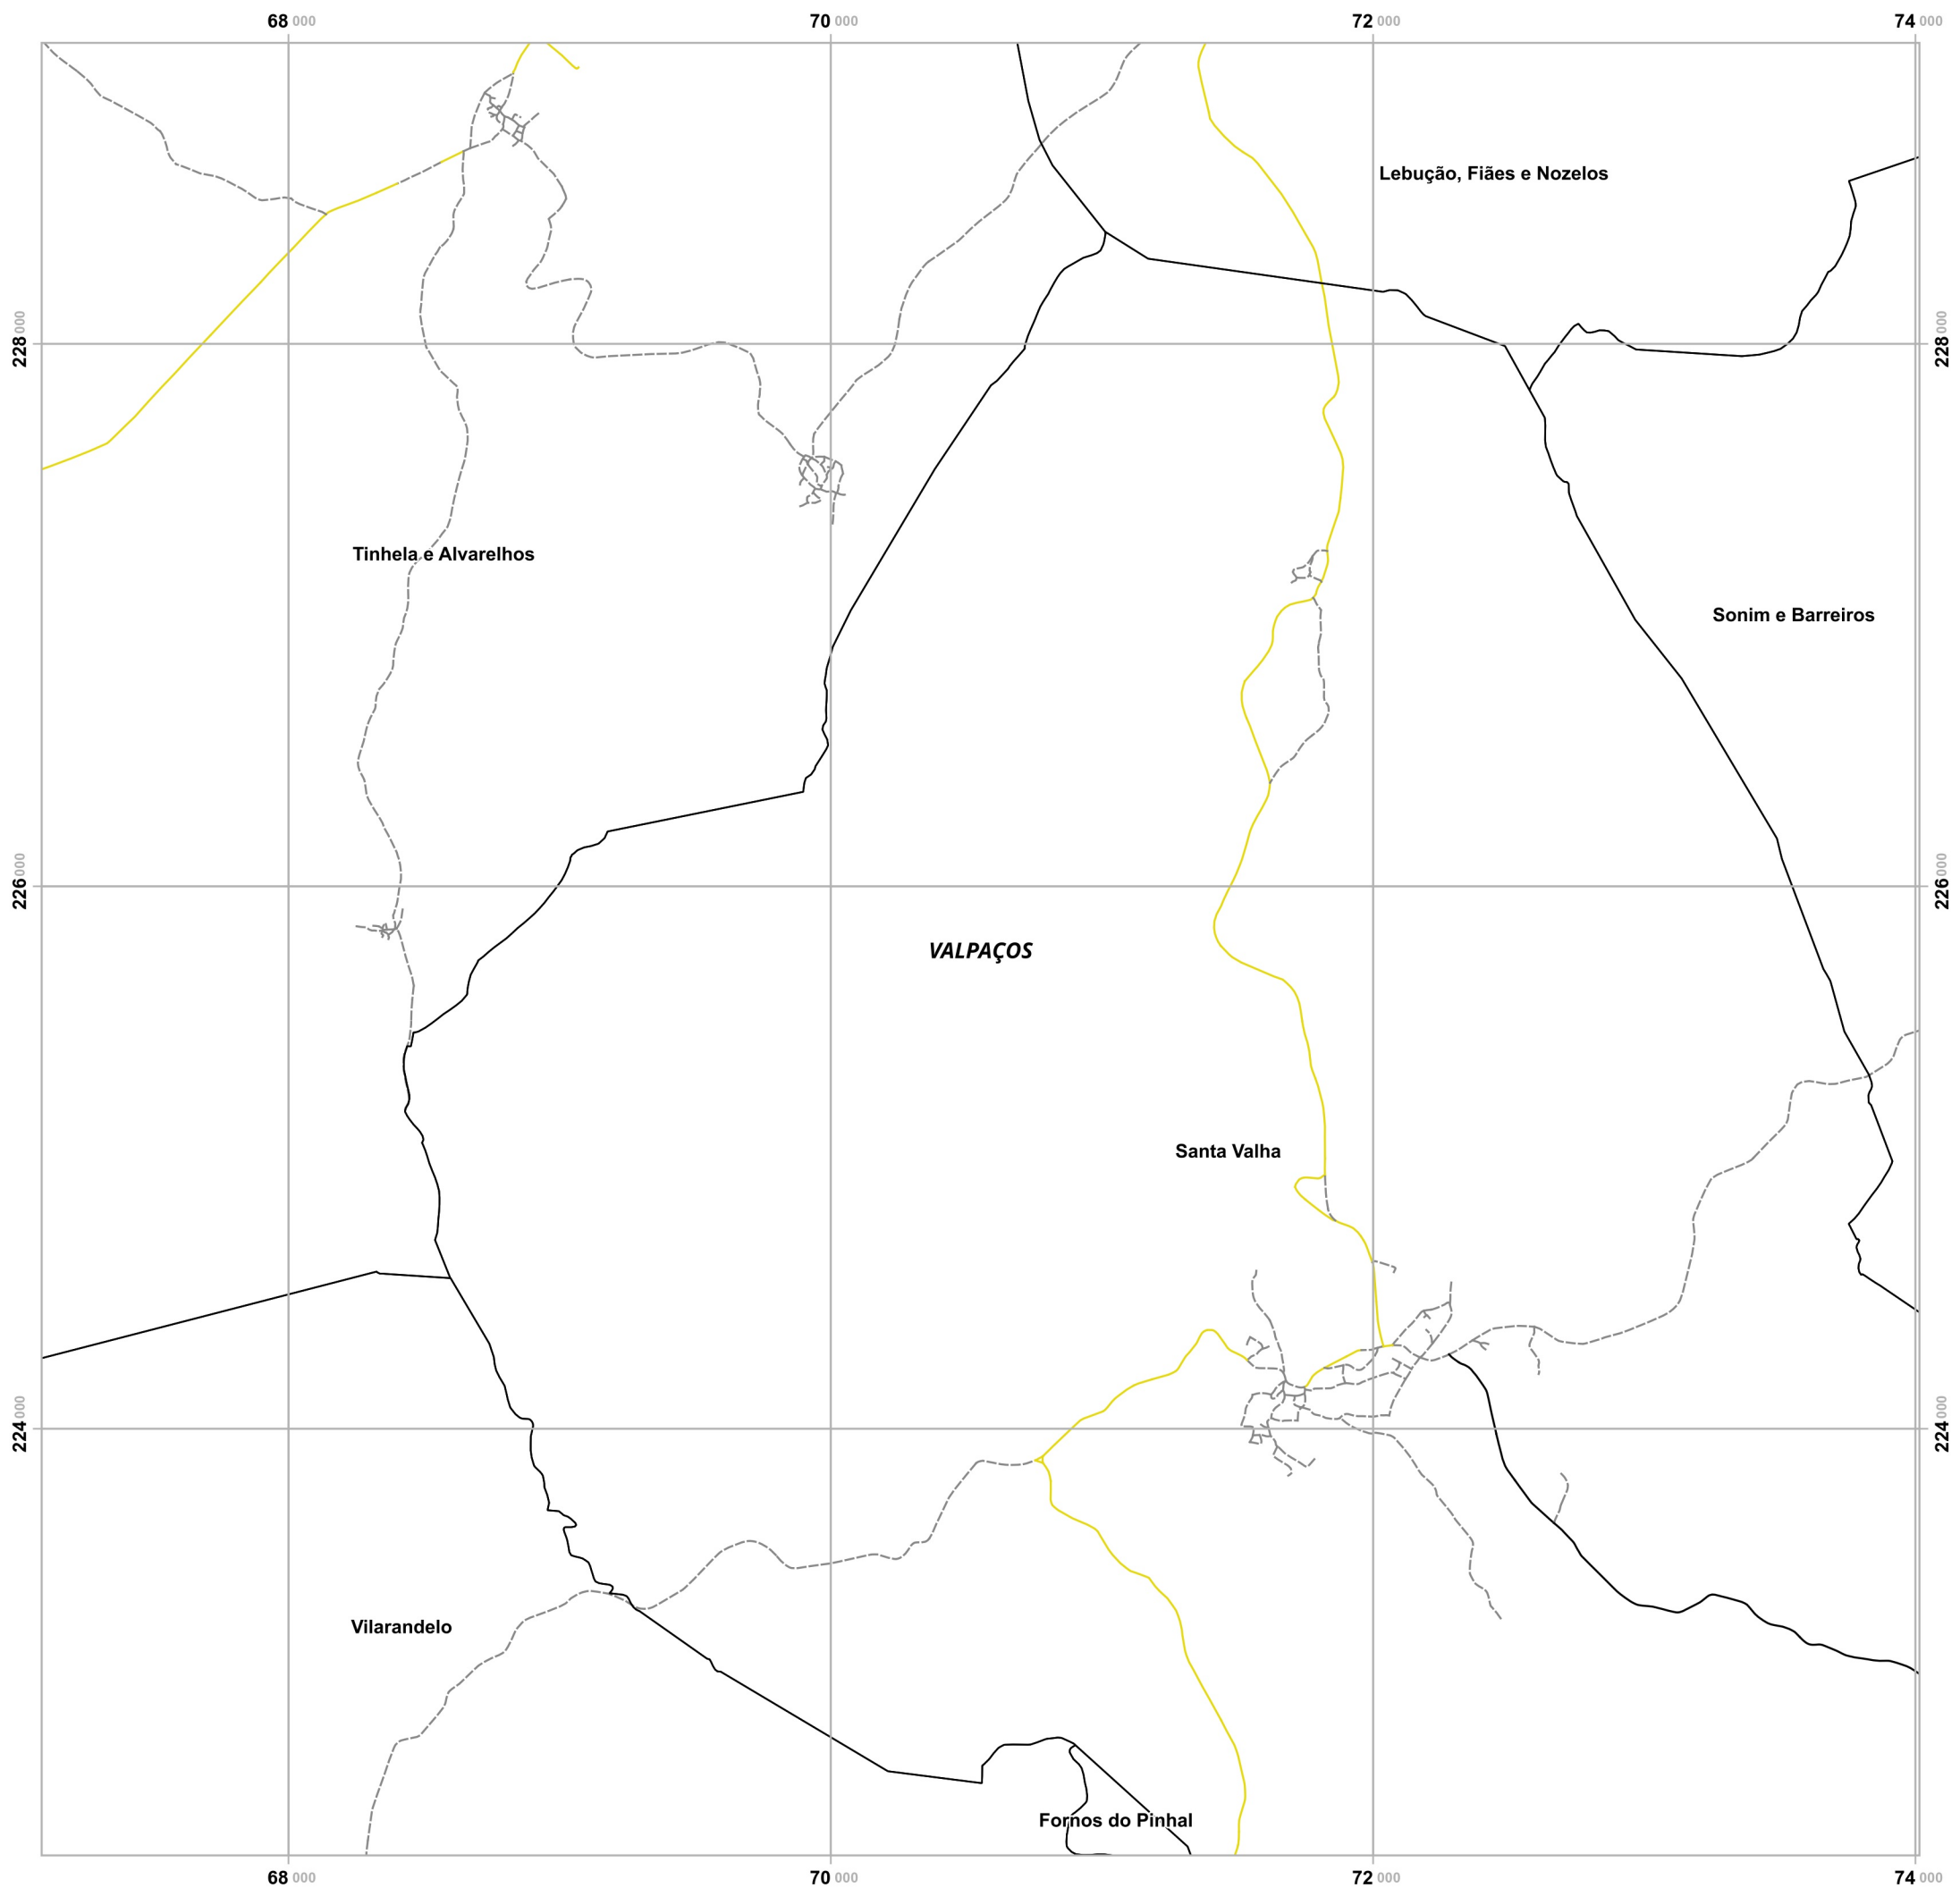 68 000 70 000 72 000 74 000
Lebução, Fiães e Nozelos
228 000 228 000
Tinhela e Alvarelhos
Sonim e Barreiros
226 000 226 000
VALPAÇOS
Santa Valha
224 000 224 000
Vilarandelo
Fornos do Pinhal
68 000 70 000 72 000 74 000